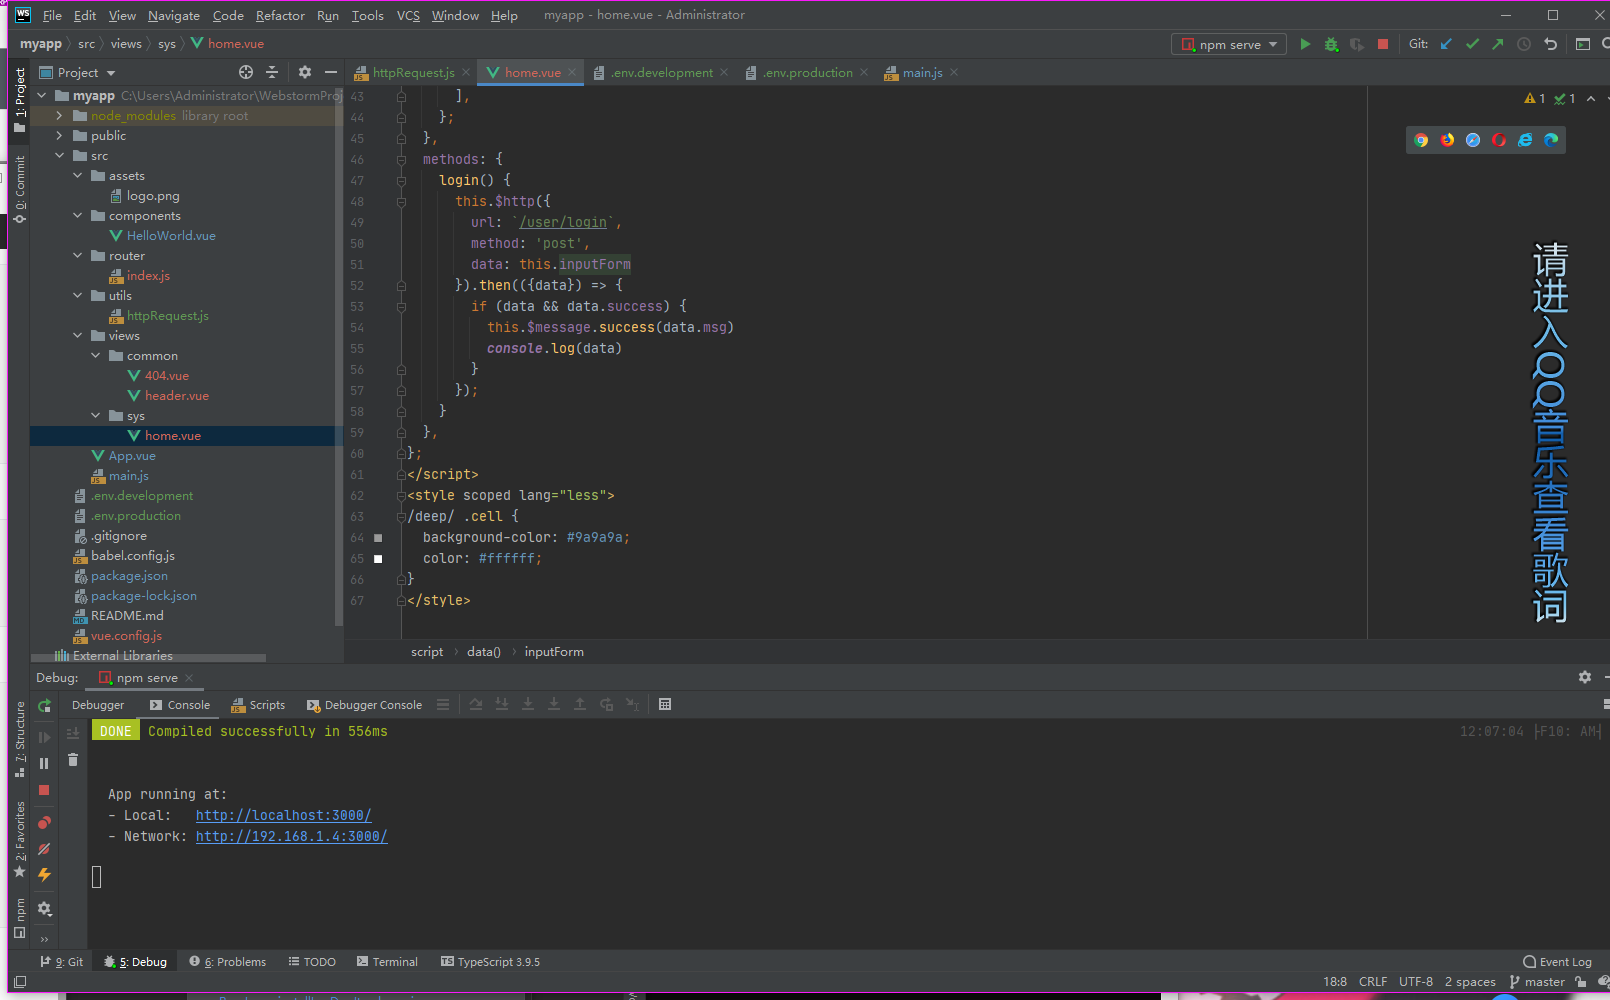 WS File Edit View Navigate Code Refactor Run Tools VCS Window Help myapp - home.vue - Administrator
myapp src views sys home.vue npm serve Git:
1: Project
0: Commit
7: Structure
2: Favorites
npm
Project
myapp C:\Users\Administrator\WebstormProj
node_modules library root
public
src
assets
logo.png
components
HelloWorld.vue
router
index.js
utils
httpRequest.js
views
common
404.vue
header.vue
sys
home.vue
App.vue
main.js
.env.development
.env.production
.gitignore
babel.config.js
package.json
package-lock.json
README.md
vue.config.js
External Libraries
httpRequest.js home.vue .env.development .env.production main.js
1 1
43 ],
44 };
45 },
46 methods: {
47 login() {
48 this.$http({
49 url: `/user/login`,
50 method: 'post',
51 data: this.inputForm
52 }).then(({data}) => {
53 if (data && data.success) {
54 this.$message.success(data.msg)
55 console.log(data)
56 }
57 });
58 }
59 },
60 };
61 </script>
62 <style scoped lang="less">
63 /deep/ .cell {
64 background-color: #9a9a9a;
65 color: #ffffff;
66 }
67 </style>
请进入QQ音乐查看歌词
script data() inputForm
Debug: npm serve
Debugger Console Scripts Debugger Console
DONE Compiled successfully in 556ms 12:07:04 ├F10: AM┤
App running at:
- Local: http://localhost:3000/
- Network: http://192.168.1.4:3000/
9: Git 5: Debug 6: Problems TODO Terminal TypeScript 3.9.5 Event Log
18:8 CRLF UTF-8 2 spaces master